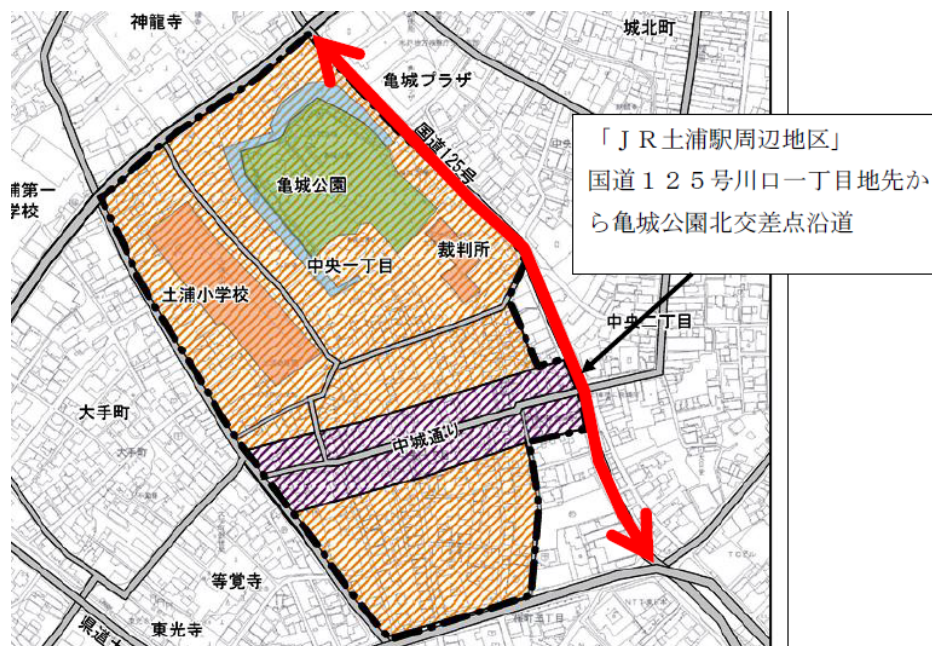 神龍寺
城北町
亀城プラザ
国道125号
「ＪＲ土浦駅周辺地区」
国道１２５号川口一丁目地先か
ら亀城公園北交差点沿道
浦第一
学校
亀城公園
裁判所
中央一丁目
土浦小学校
中央二丁目
大手町
大手町
中城通り
等覚寺
東光寺
県道土